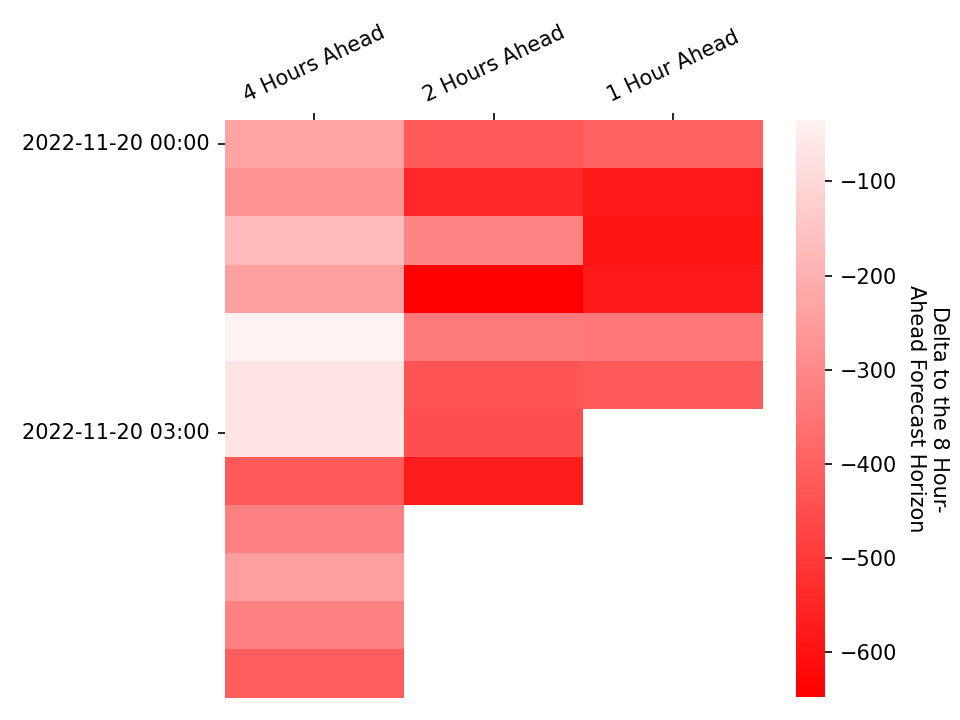 4 Hours Ahead
2 Hours Ahead
1 Hour Ahead
2022-11-20 00:00
2022-11-20 03:00
−100
−200
−300
−400
−500
−600
Delta to the 8 Hour-
Ahead Forecast Horizon